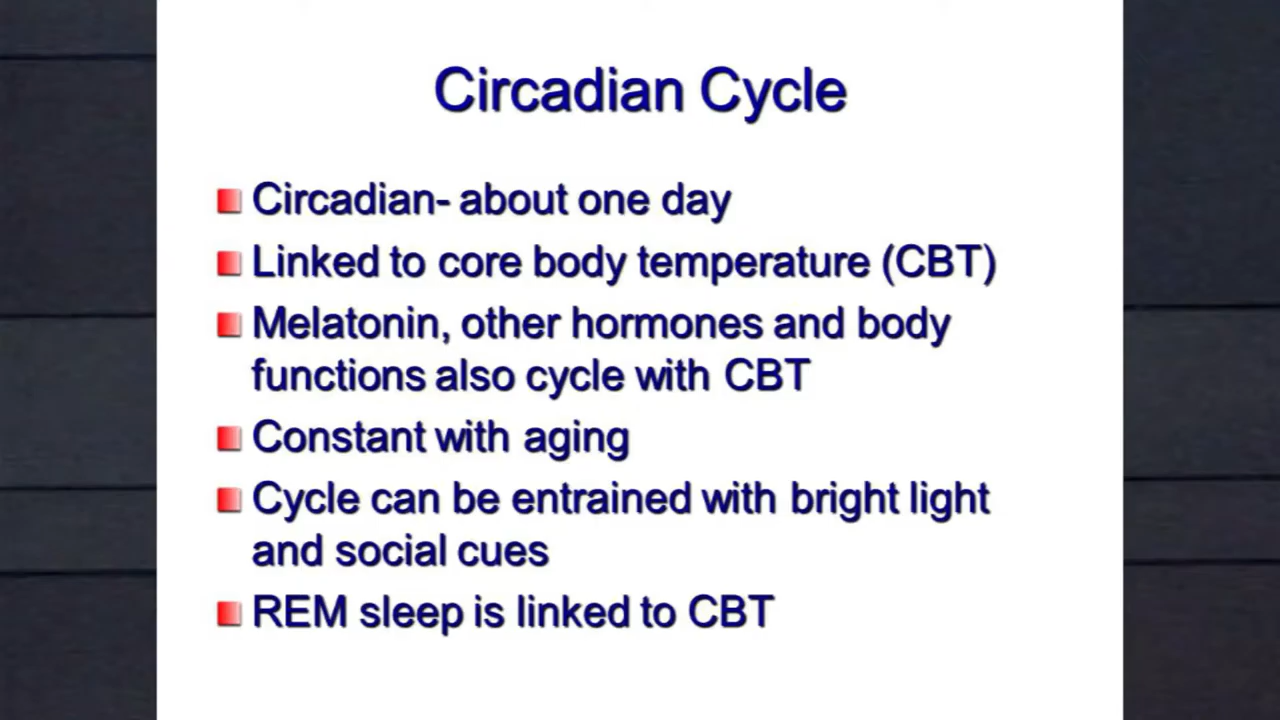 Circadian Cycle
Circadian- about one day
Linked to core body temperature (CBT)
Melatonin, other hormones and body
functions also cycle with CBT
Constant with aging
Cycle can be entrained with bright light
and social cues
REM sleep is linked to CBT